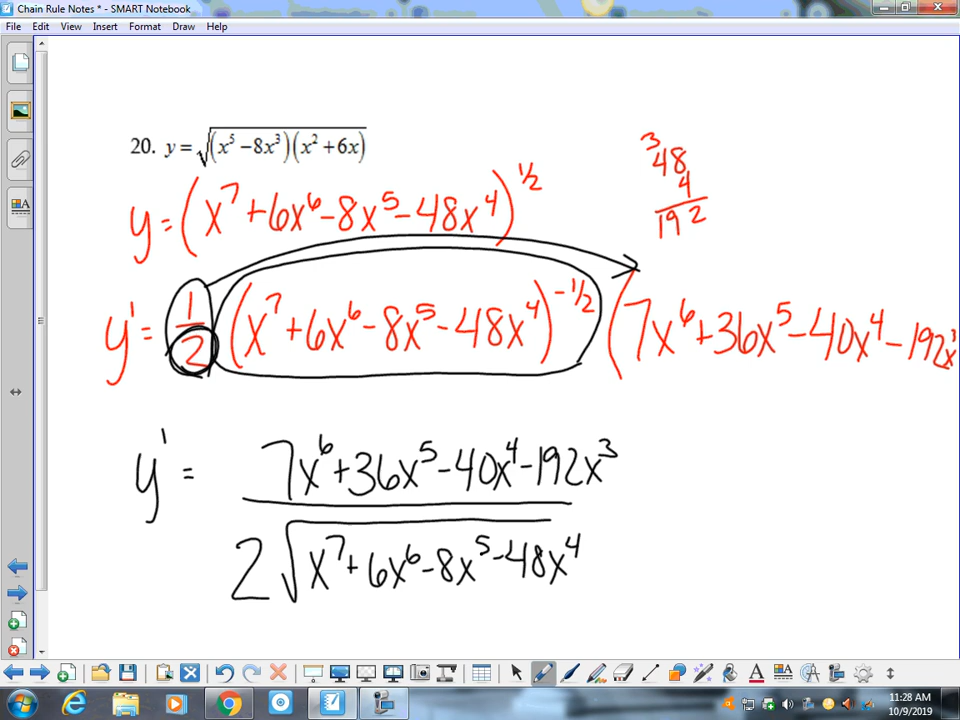 Chain Rule Notes * - SMART Notebook
File Edit View Insert Format Draw Help
20. y = √(x⁵ −8x³)(x² +6x)
3
48
4
192
y = (x⁷ +6x⁶ −8x⁵ −48x⁴)^1/2
y' = 1/2 (x⁷ +6x⁶ −8x⁵ −48x⁴)^−1/2 (7x⁶ +36x⁵ −40x⁴ −192x
y' = 7x⁶ +36x⁵ −40x⁴ −192x³
2√x⁷ +6x⁶ −8x⁵ −48x⁴
11:28 AM
10/9/2019